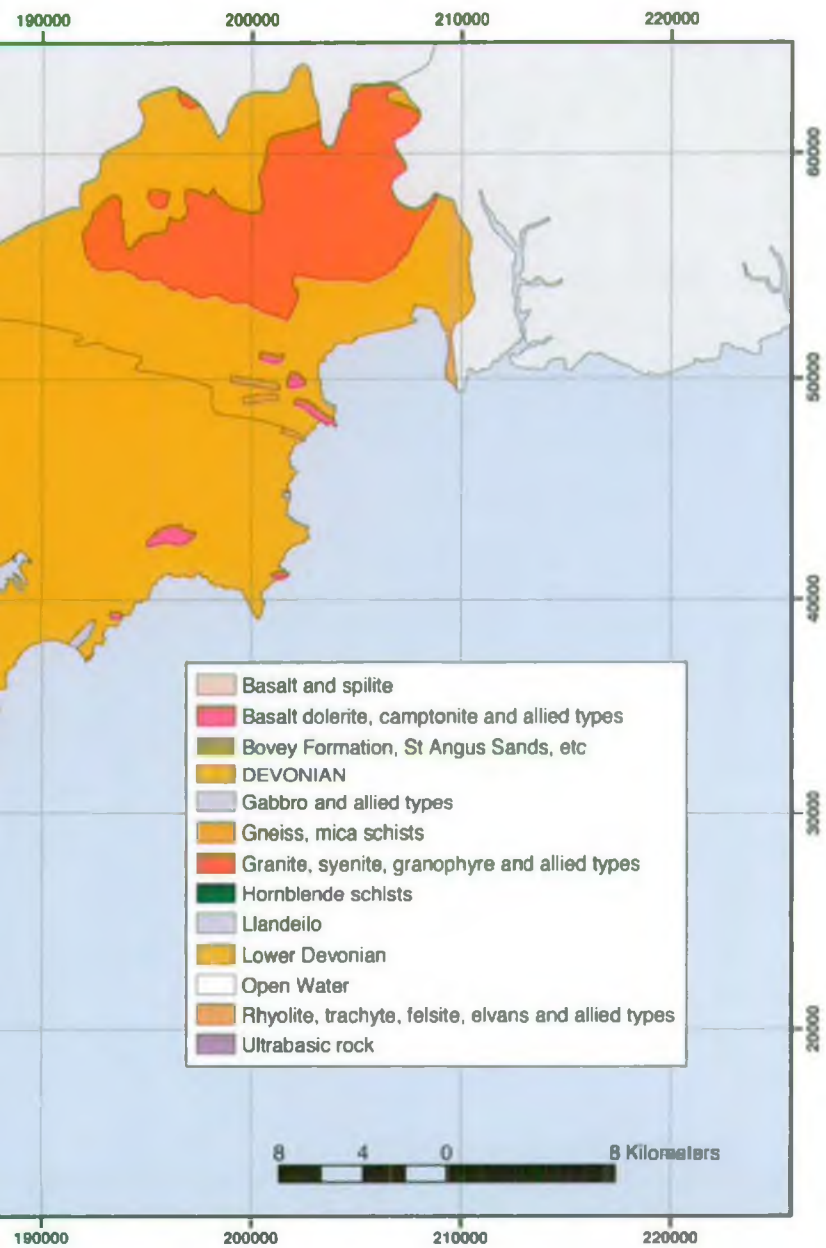 190000 200000 210000 220000
60000
50000
40000
30000
20000
Basalt and spilite
Basalt dolerite, camptonite and allied types
Bovey Formation, St Angus Sands, etc
DEVONIAN
Gabbro and allied types
Gneiss, mica schists
Granite, syenite, granophyre and allied types
Hornblende schists
Llandeilo
Lower Devonian
Open Water
Rhyolite, trachyte, felsite, elvans and allied types
Ultrabasic rock
8 4 0 8 Kilometers
190000 200000 210000 220000